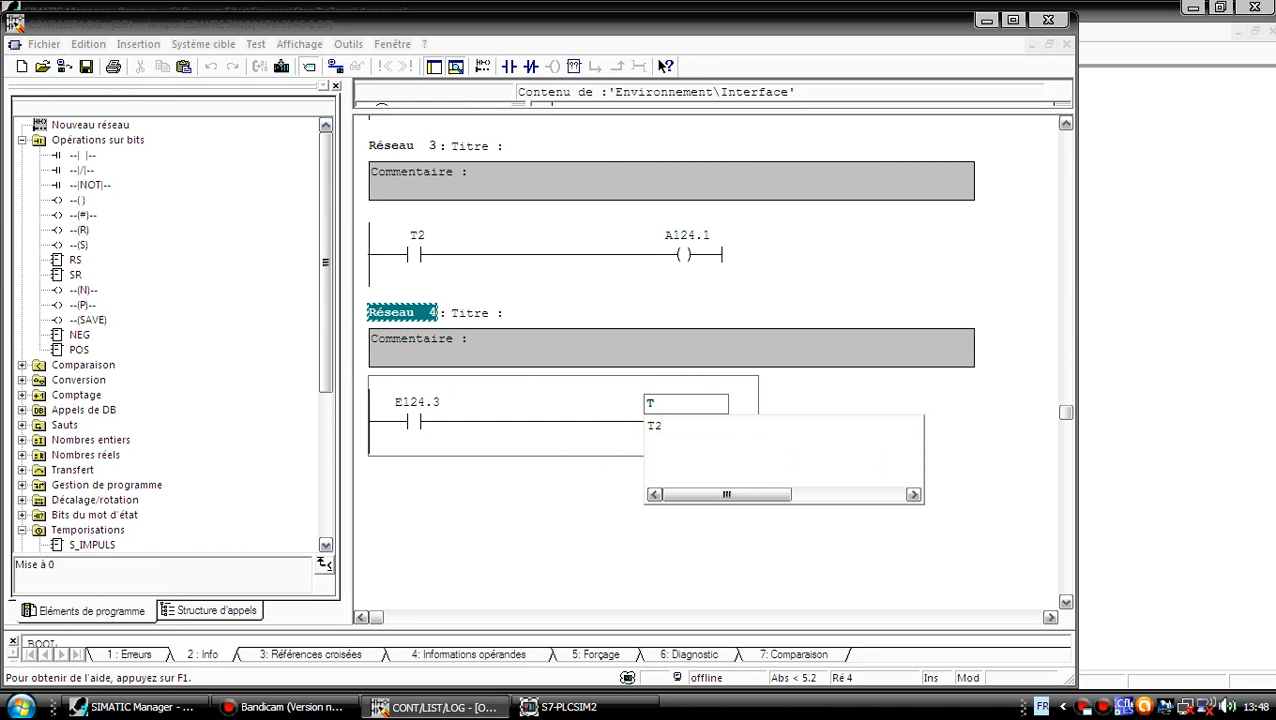 Fichier Edition Insertion Système cible Test Affichage Outils Fenêtre ?
Contenu de :'Environnement\Interface'
Nouveau réseau
Opérations sur bits
--| |--
--|/|--
--|NOT|--
--( )
--(#)--
--(R)
--(S)
RS
SR
--(N)--
--(P)--
--(SAVE)
NEG
POS
Comparaison
Conversion
Comptage
Appels de DB
Sauts
Nombres entiers
Nombres réels
Transfert
Gestion de programme
Décalage/rotation
Bits du mot d'état
Temporisations
S_IMPULS
Mise à 0
Eléments de programme Structure d'appels
Réseau 3 : Titre :
Commentaire :
T2 A124.1
( )
Réseau 4 : Titre :
Commentaire :
E124.3 T
T2
BOOL
1 : Erreurs 2 : Info 3: Références croisées 4: Informations opérandes 5: Forçage 6: Diagnostic 7: Comparaison
Pour obtenir de l'aide, appuyez sur F1. offline Abs < 5.2 Ré 4 Ins Mod
SIMATIC Manager - ... Bandicam (Version n... CONT/LIST/LOG - [O... S7-PLCSIM2 FR 13:48